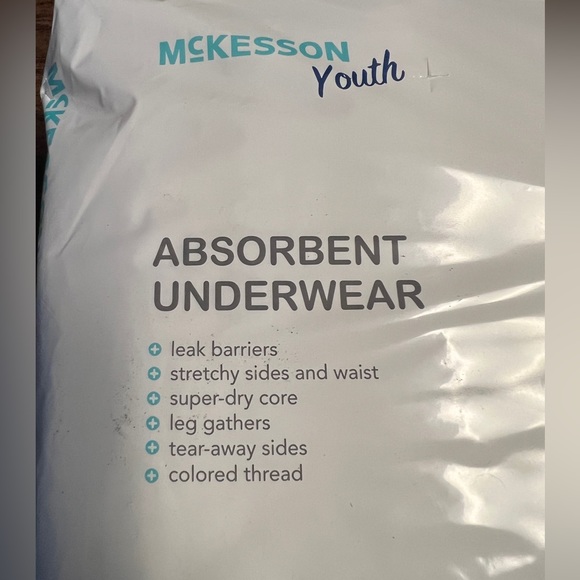 McKESSON
Youth
McK
ABSORBENT
UNDERWEAR
leak barriers
stretchy sides and waist
super-dry core
leg gathers
tear-away sides
colored thread